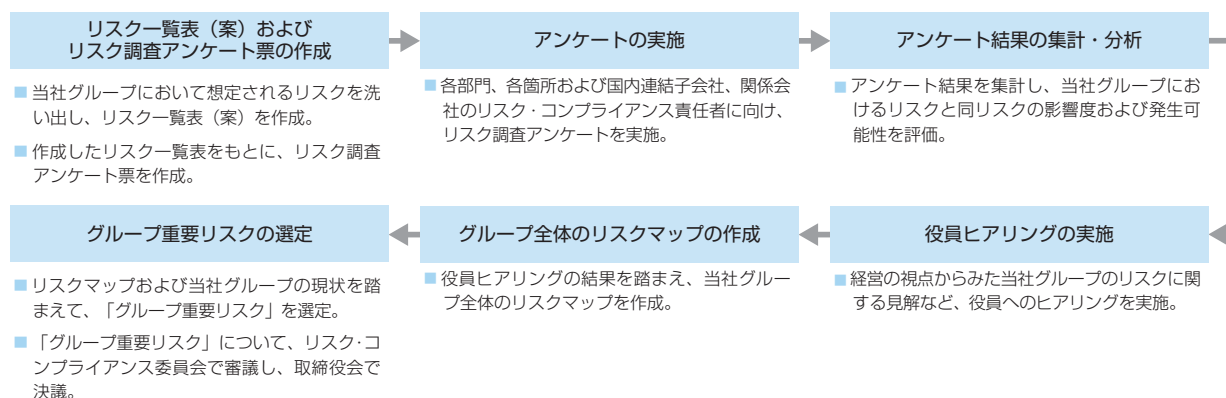 リスク一覧表（案）および
リスク調査アンケート票の作成
■当社グループにおいて想定されるリスクを洗
い出し、リスク一覧表（案）を作成。
■作成したリスク一覧表をもとに、リスク調査
アンケート票を作成。
アンケートの実施
■各部門、各箇所および国内連結子会社、関係会
社のリスク・コンプライアンス責任者に向け、
リスク調査アンケートを実施。
アンケート結果の集計・分析
■アンケート結果を集計し、当社グループにお
けるリスクと同リスクの影響度および発生可
能性を評価。
役員ヒアリングの実施
■経営の視点からみた当社グループのリスクに関
する見解など、役員へのヒアリングを実施。
グループ全体のリスクマップの作成
■役員ヒアリングの結果を踏まえ、当社グルー
プ全体のリスクマップを作成。
グループ重要リスクの選定
■リスクマップおよび当社グループの現状を踏
まえて、「グループ重要リスク」を選定。
■「グループ重要リスク」について、リスク・コ
ンプライアンス委員会で審議し、取締役会で
決議。